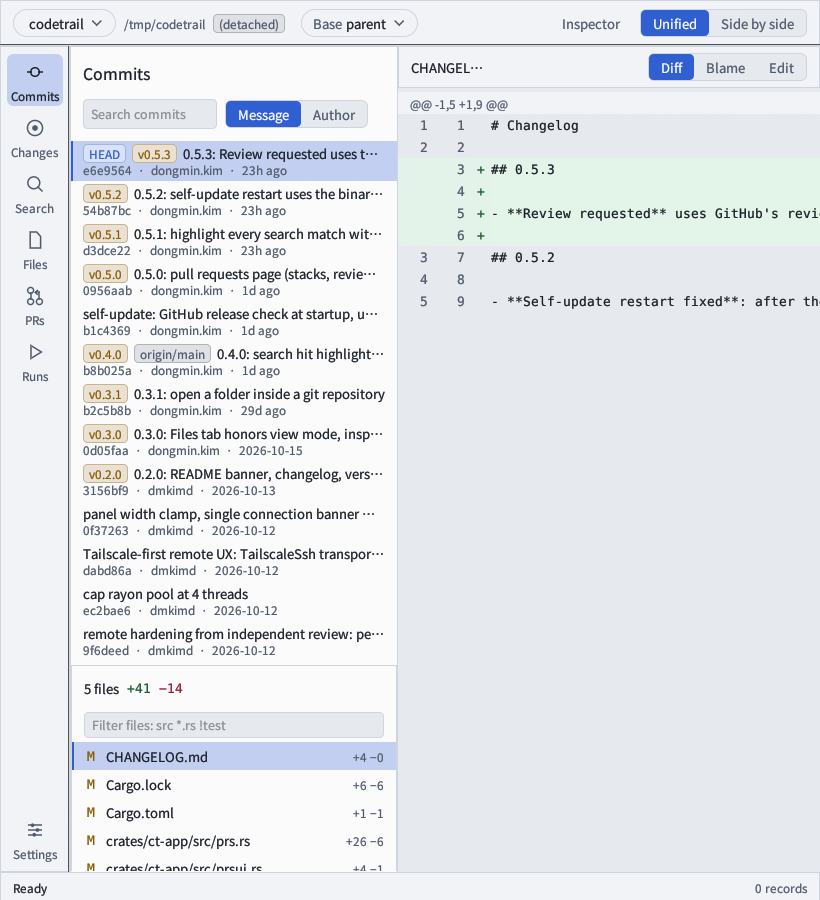 codetrail /tmp/codetrail (detached) Base parent Inspector Unified Side by side
Commits
Changes
Search
Files
PRs
Runs
Settings
Commits
Search commits Message Author
HEAD v0.5.3 0.5.3: Review requested uses t···
e6e9564 · dongmin.kim · 23h ago
v0.5.2 0.5.2: self-update restart uses the binar···
54b87bc · dongmin.kim · 23h ago
v0.5.1 0.5.1: highlight every search match wit···
d3dce22 · dongmin.kim · 23h ago
v0.5.0 0.5.0: pull requests page (stacks, revie···
0956aab · dongmin.kim · 1d ago
self-update: GitHub release check at startup, u···
b1c4369 · dongmin.kim · 1d ago
v0.4.0 origin/main 0.4.0: search hit highlight···
b8b025a · dongmin.kim · 1d ago
v0.3.1 0.3.1: open a folder inside a git repository
b2c5b8b · dongmin.kim · 29d ago
v0.3.0 0.3.0: Files tab honors view mode, insp···
0d05faa · dongmin.kim · 2026-10-15
v0.2.0 0.2.0: README banner, changelog, vers···
3156bf9 · dmkimd · 2026-10-13
panel width clamp, single connection banner ···
0f37263 · dmkimd · 2026-10-12
Tailscale-first remote UX: TailscaleSsh transpor···
dabd86a · dmkimd · 2026-10-12
cap rayon pool at 4 threads
ec2bae6 · dmkimd · 2026-10-12
remote hardening from independent review: pe···
9f6deed · dmkimd · 2026-10-12
5 files +41 −14
Filter files: src *.rs !test
M CHANGELOG.md +4 −0
M Cargo.lock +6 −6
M Cargo.toml +1 −1
M crates/ct-app/src/prs.rs +26 −6
M crates/ct-app/src/prsui.rs +4 −1
CHANGEL··· Diff Blame Edit
@@ -1,5 +1,9 @@
1 1 # Changelog
2 2
3 + ## 0.5.3
4 +
5 + - **Review requested** uses GitHub's revi
6 +
3 7 ## 0.5.2
4 8
5 9 - **Self-update restart fixed**: after th
Ready 0 records